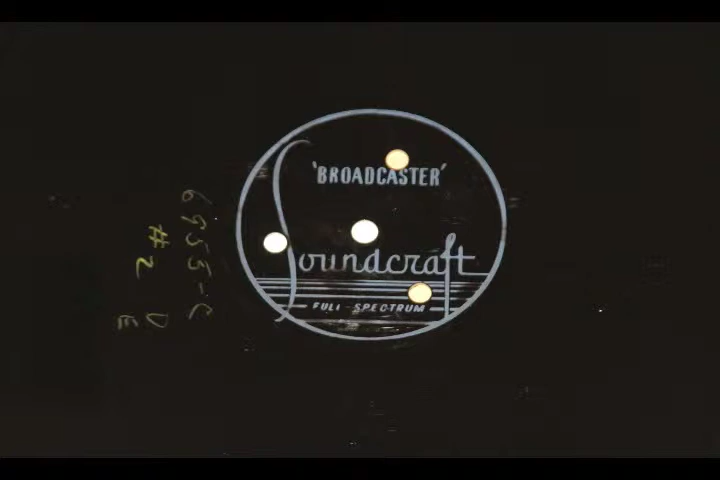 'BROADCASTER'
Soundcraft
FULL-SPECTRUM
6955-C
#2